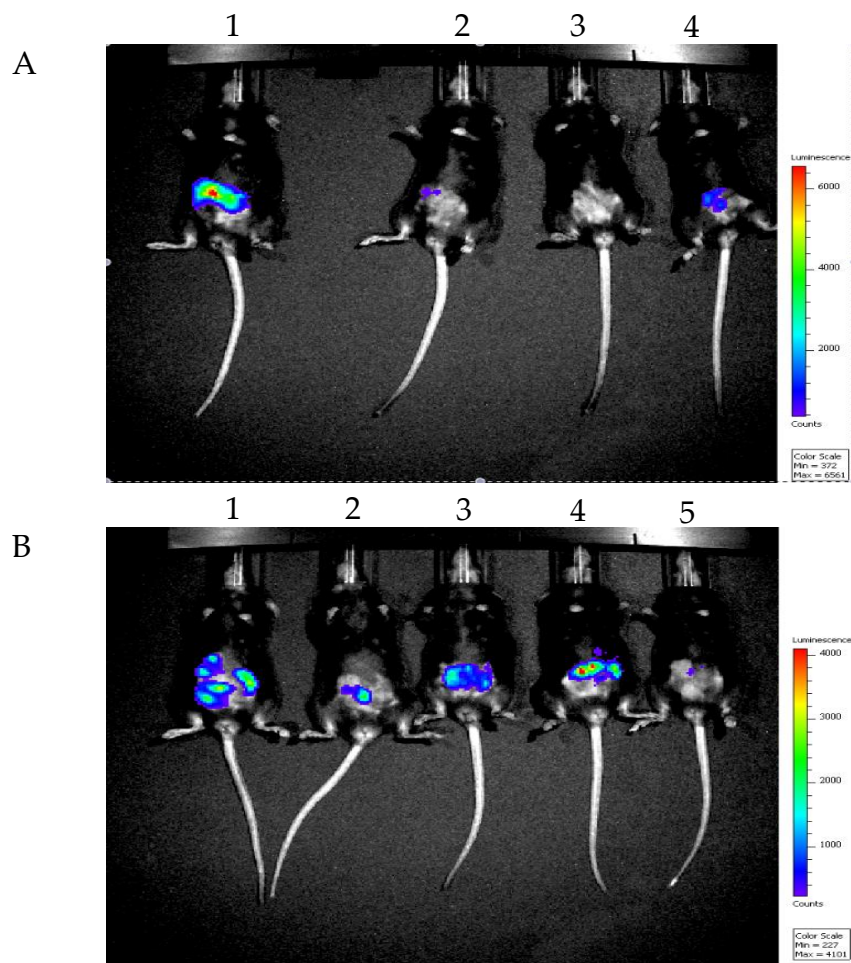 1 2 3 4
A
Luminescence
6000
4000
2000
Counts
Color Scale
Min = 372
Max = 6561
1 2 3 4 5
B
Luminescence
4000
3000
2000
1000
Counts
Color Scale
Min = 227
Max = 4101